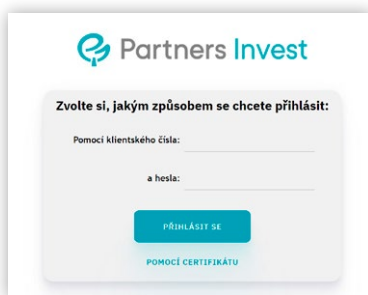 Partners Invest
Zvolte si, jakým způsobem se chcete přihlásit:
Pomocí klientského čísla:
a hesla:
PŘIHLÁSIT SE
POMOCÍ CERTIFIKÁTU